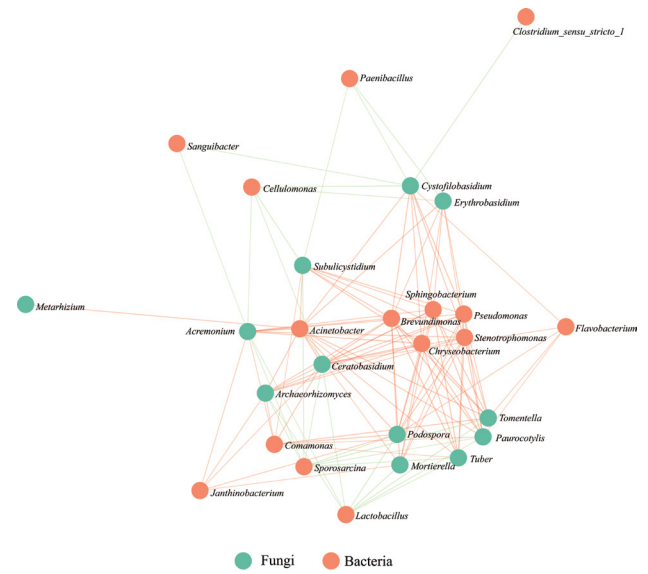 Clostridium_sensu_stricto_1
Paenibacillus
Sanguibacter
Cellulomonas
Cystofilobasidium
Erythrobasidium
Subulicystidium
Sphingobacterium
Metarhizium
Pseudomonas
Brevundimonas
Acremonium
Acinetobacter
Flavobacterium
Stenotrophomonas
Chryseobacterium
Ceratobasidium
Archaeorhizomyces
Tomentella
Podospora
Paurocotylis
Comamonas
Tuber
Sporosarcina
Mortierella
Janthinobacterium
Lactobacillus
Fungi
Bacteria